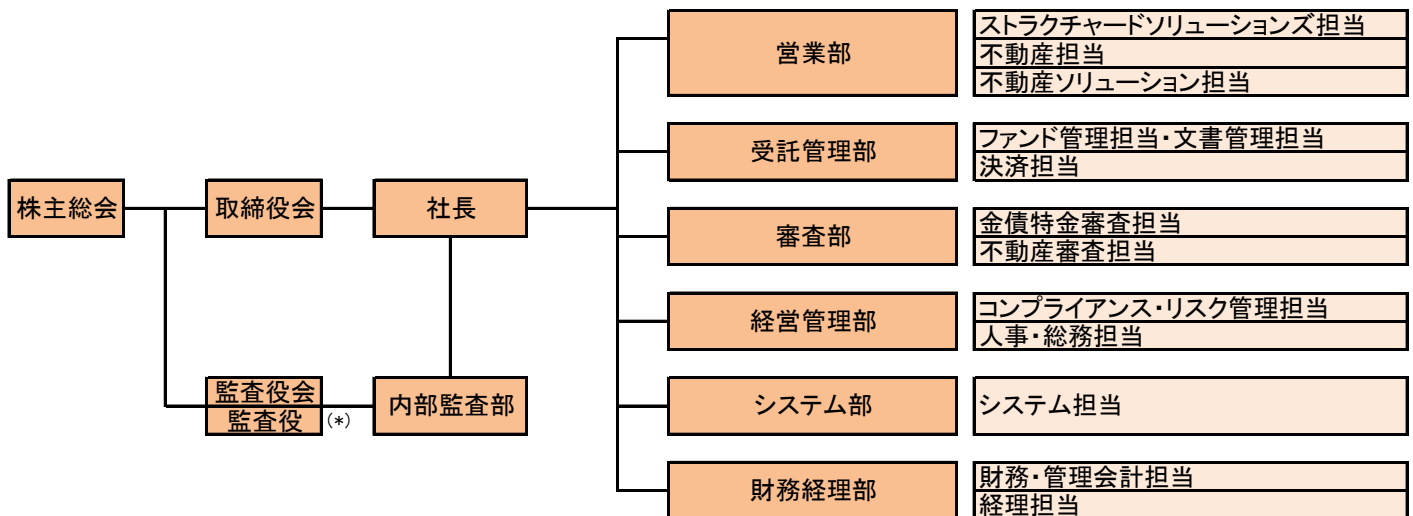 株主総会
取締役会
社長
監査役会
監査役
(*)
内部監査部
営業部
ストラクチャードソリューションズ担当
不動産担当
不動産ソリューション担当
受託管理部
ファンド管理担当・文書管理担当
決済担当
審査部
金債特金審査担当
不動産審査担当
経営管理部
コンプライアンス・リスク管理担当
人事・総務担当
システム部
システム担当
財務経理部
財務・管理会計担当
経理担当